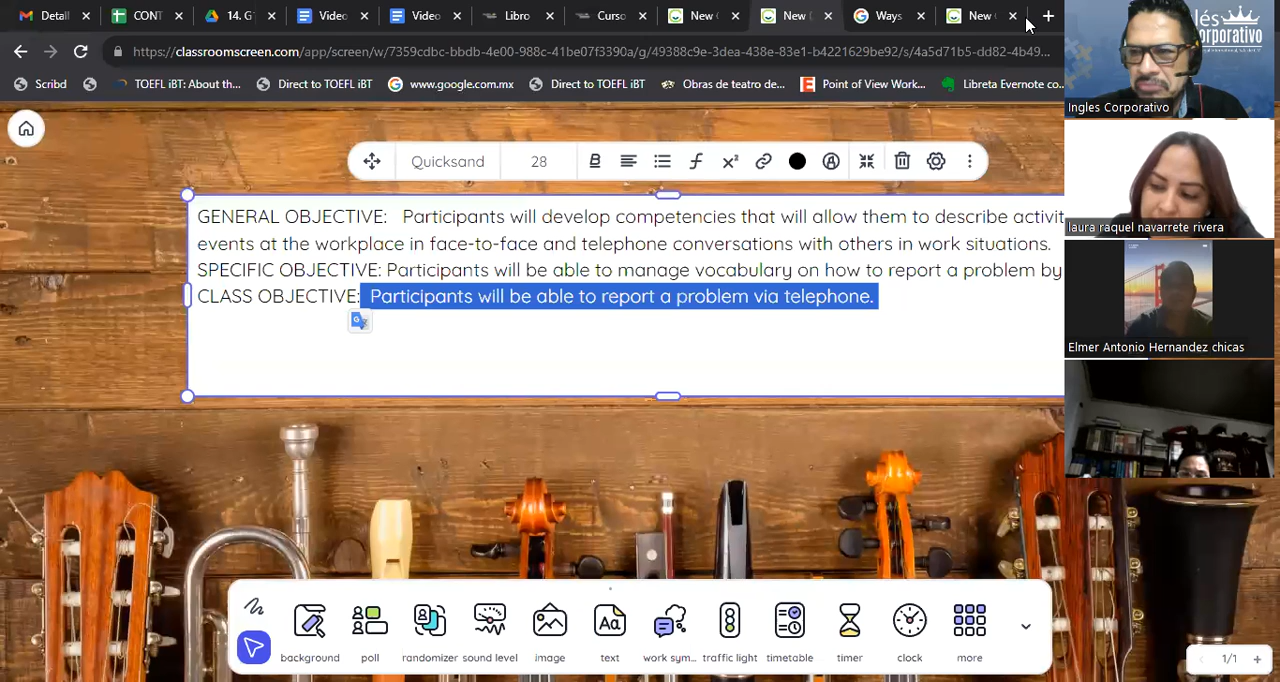 Detail
CONT
14. G
Video
Video
Libro
Curso
New
New
Ways
New
https://classroomscreen.com/app/screen/w/7359cdbc-bbdb-4e00-988c-41be07f3390a/g/49388c9e-3dea-438e-83e1-b4221629be92/s/4a5d71b5-dd82-4b49...
Scribd
TOEFL iBT: About the...
Direct to TOEFL iBT
www.google.com.mx
Direct to TOEFL iBT
Obras de teatro de...
Point of View Work...
Libreta Evernote co...
Quicksand
28
GENERAL OBJECTIVE: Participants will develop competencies that will allow them to describe activit
events at the workplace in face-to-face and telephone conversations with others in work situations.
SPECIFIC OBJECTIVE: Participants will be able to manage vocabulary on how to report a problem by
CLASS OBJECTIVE: Participants will be able to report a problem via telephone.
background
poll
randomizer
sound level
image
text
work sym...
traffic light
timetable
timer
clock
more
1/1
lés
orporativo
Ingles Corporativo
laura raquel navarrete rivera
Elmer Antonio Hernandez chicas